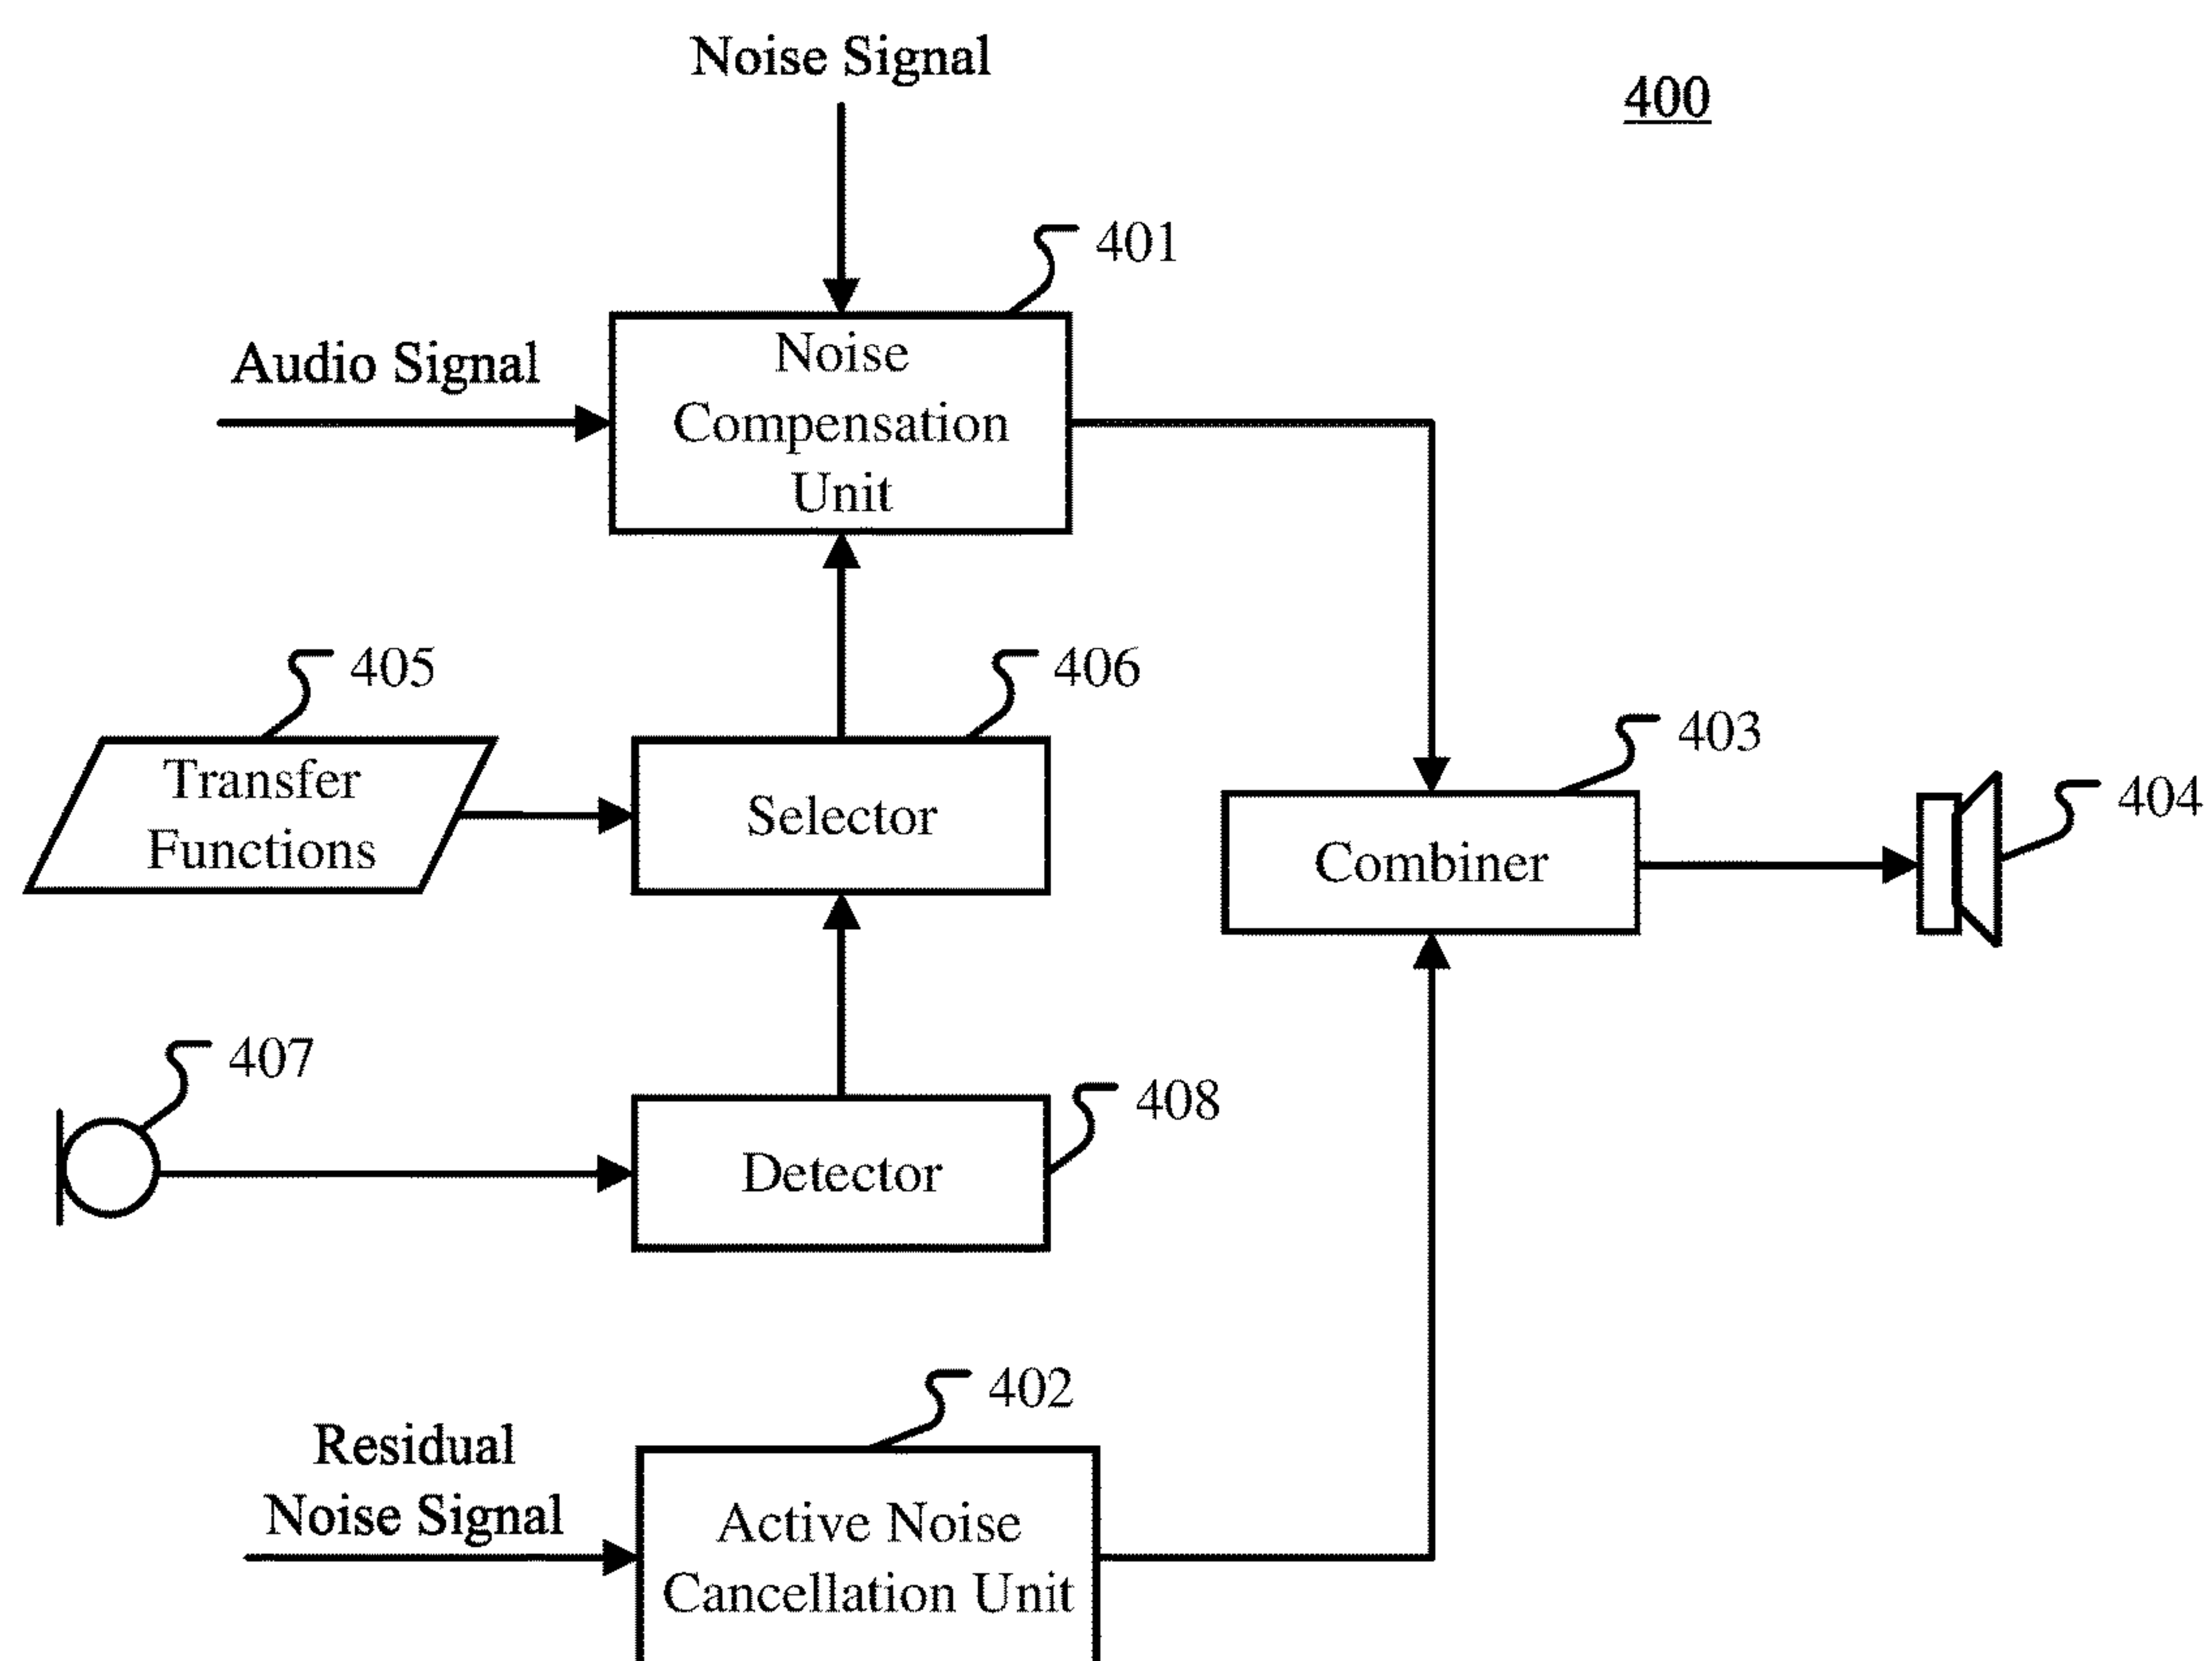 Noise Signal
400
401
Audio Signal
Noise
Compensation
Unit
405
406
Transfer
Functions
Selector
403
404
Combiner
407
408
Detector
402
Residual
Noise Signal
Active Noise
Cancellation Unit